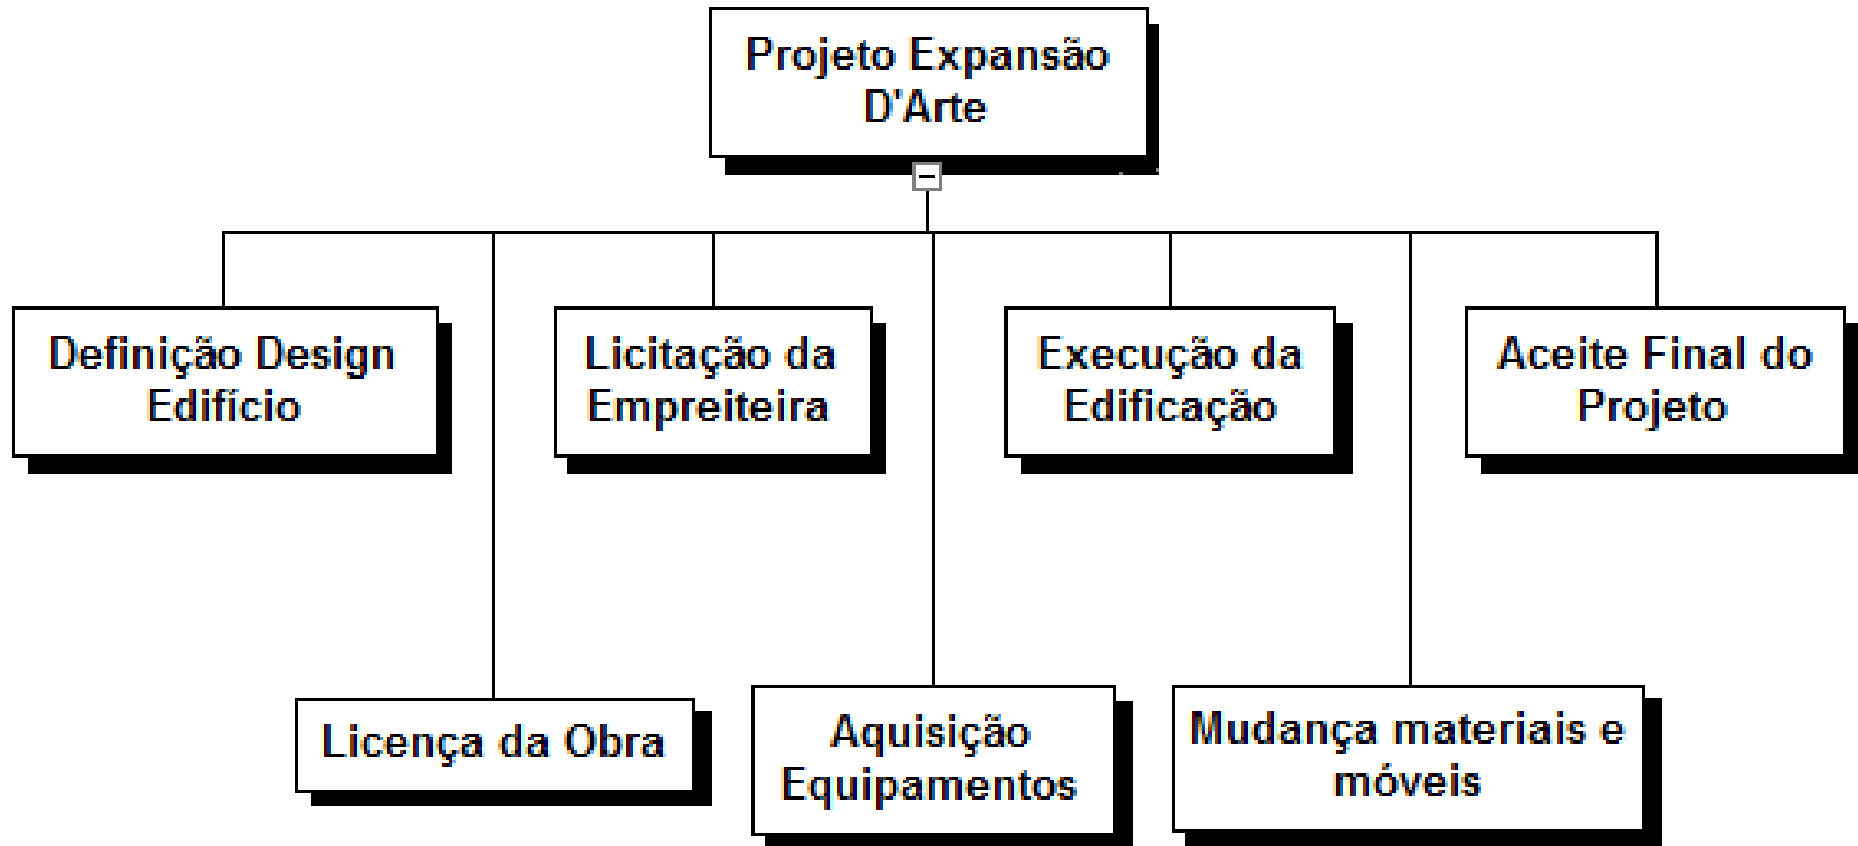 Projeto Expansão
D'Arte
Definição Design
Edifício
Licitação da
Empreiteira
Execução da
Edificação
Aceite Final do
Projeto
Licença da Obra
Aquisição
Equipamentos
Mudança materiais e
móveis